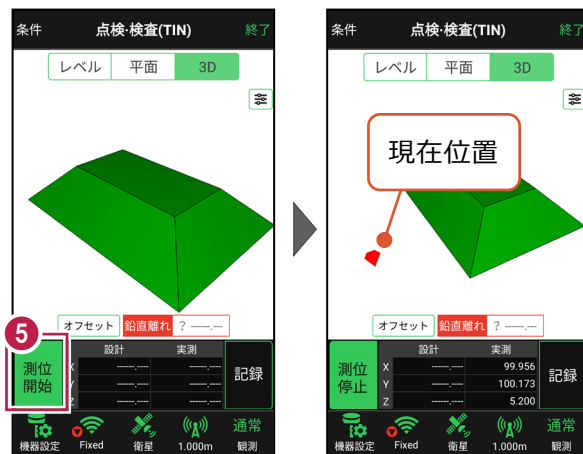 条件 点検・検査(TIN) 終了
レベル 平面 3D
5
オフセット 鉛直離れ ? -----.---
設計 実測
測位開始
X -----.--- -----.---
Y -----.--- -----.---
Z -----.--- -----.---
記録
機器設定 Fixed 衛星 1.000m 通常観測
条件 点検・検査(TIN) 終了
レベル 平面 3D
現在位置
オフセット 鉛直離れ ? -----.---
設計 実測
測位停止
X -----.--- 99.956
Y -----.--- 100.173
Z -----.--- 5.200
記録
機器設定 Fixed 衛星 1.000m 通常観測